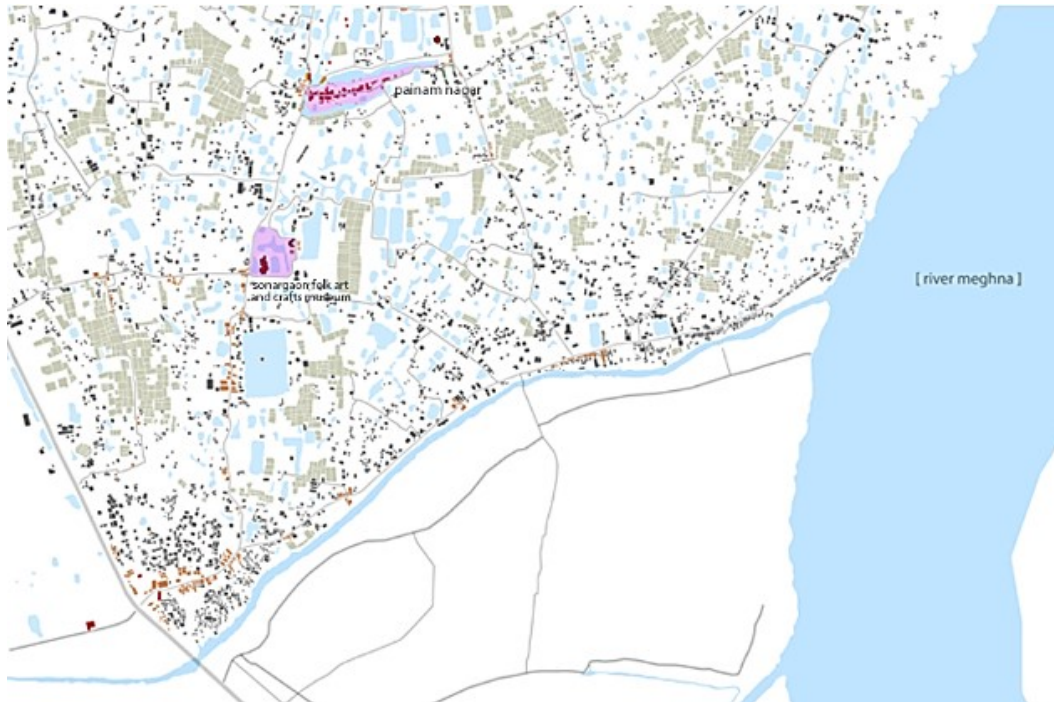 painam nagar
sonargaon folk art
and crafts museum
[ river meghna ]